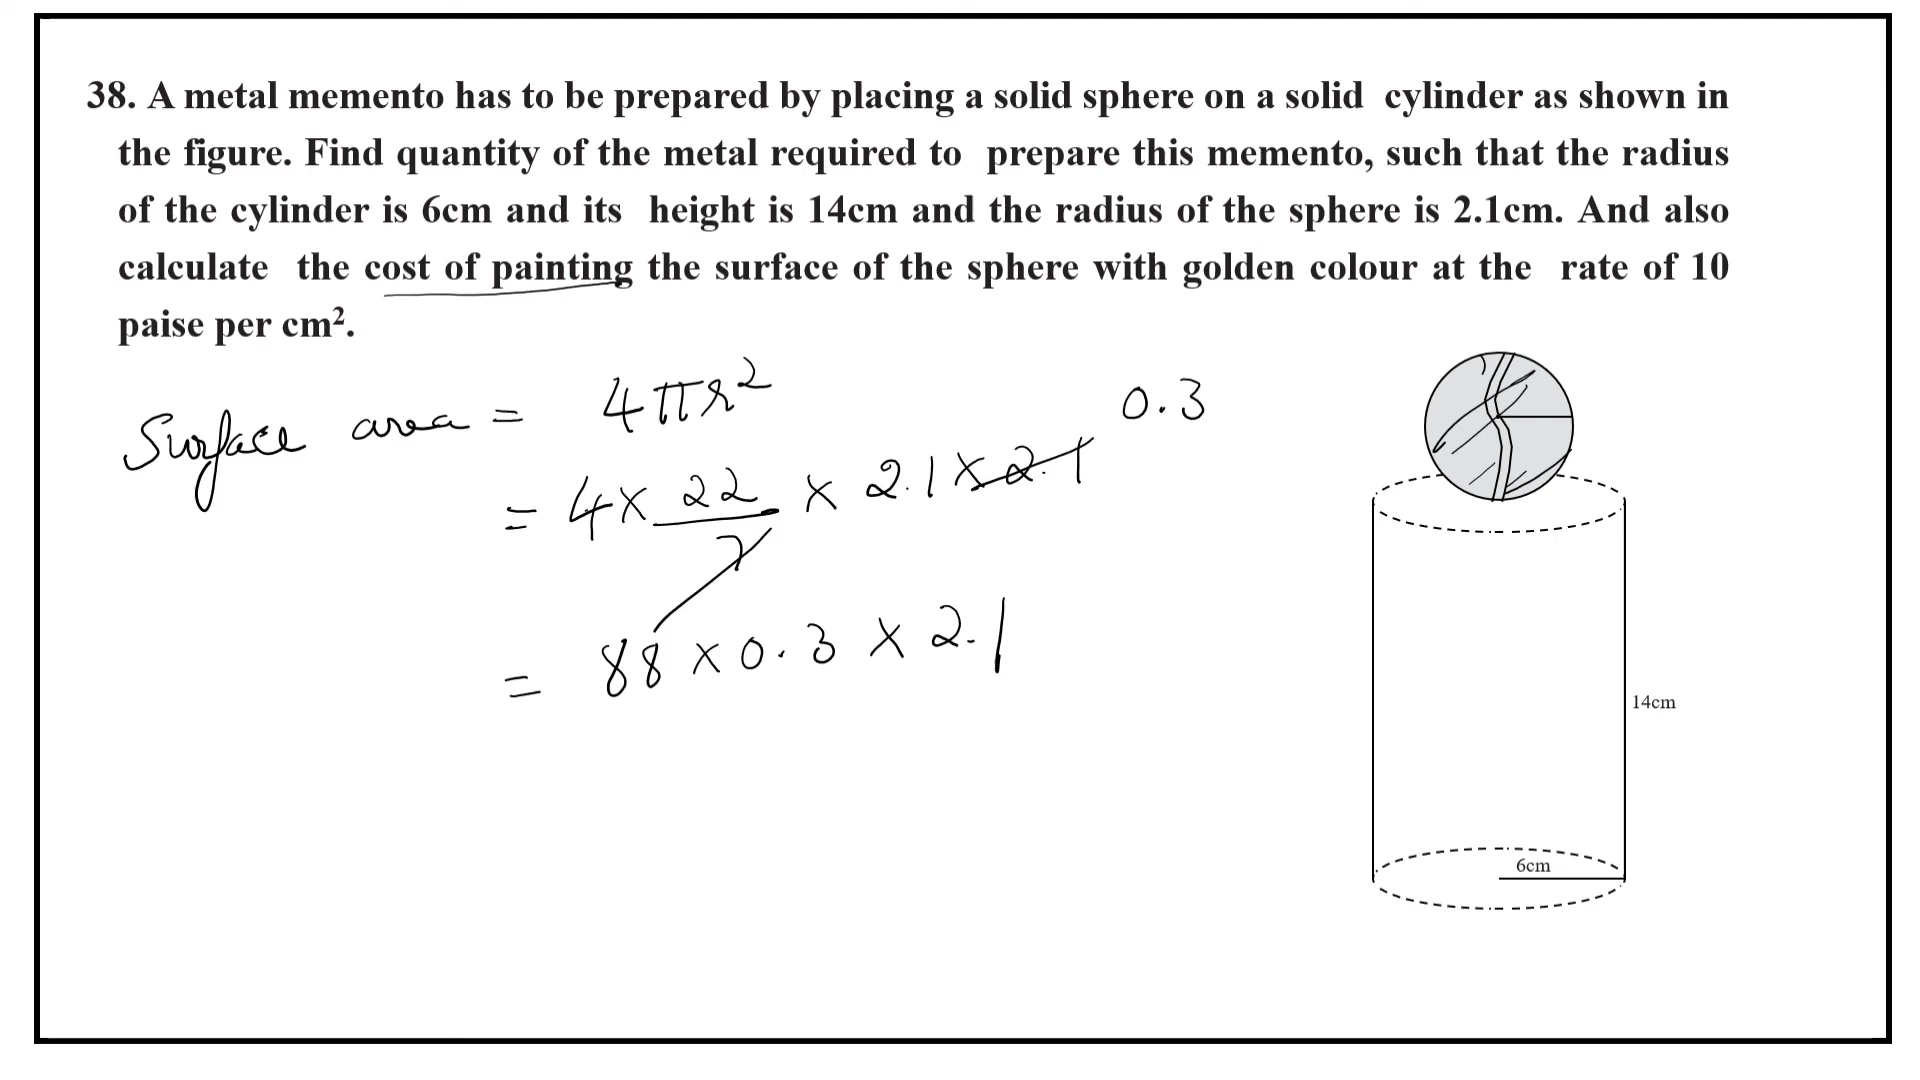 38. A metal memento has to be prepared by placing a solid sphere on a solid cylinder as shown in
the figure. Find quantity of the metal required to prepare this memento, such that the radius
of the cylinder is 6cm and its height is 14cm and the radius of the sphere is 2.1cm. And also
calculate the cost of painting the surface of the sphere with golden colour at the rate of 10
paise per cm².
Surface area = 4πr²
0.3
= 4 × 22/7 × 2.1 × 2.1
= 88 × 0.3 × 2.1
14cm
6cm